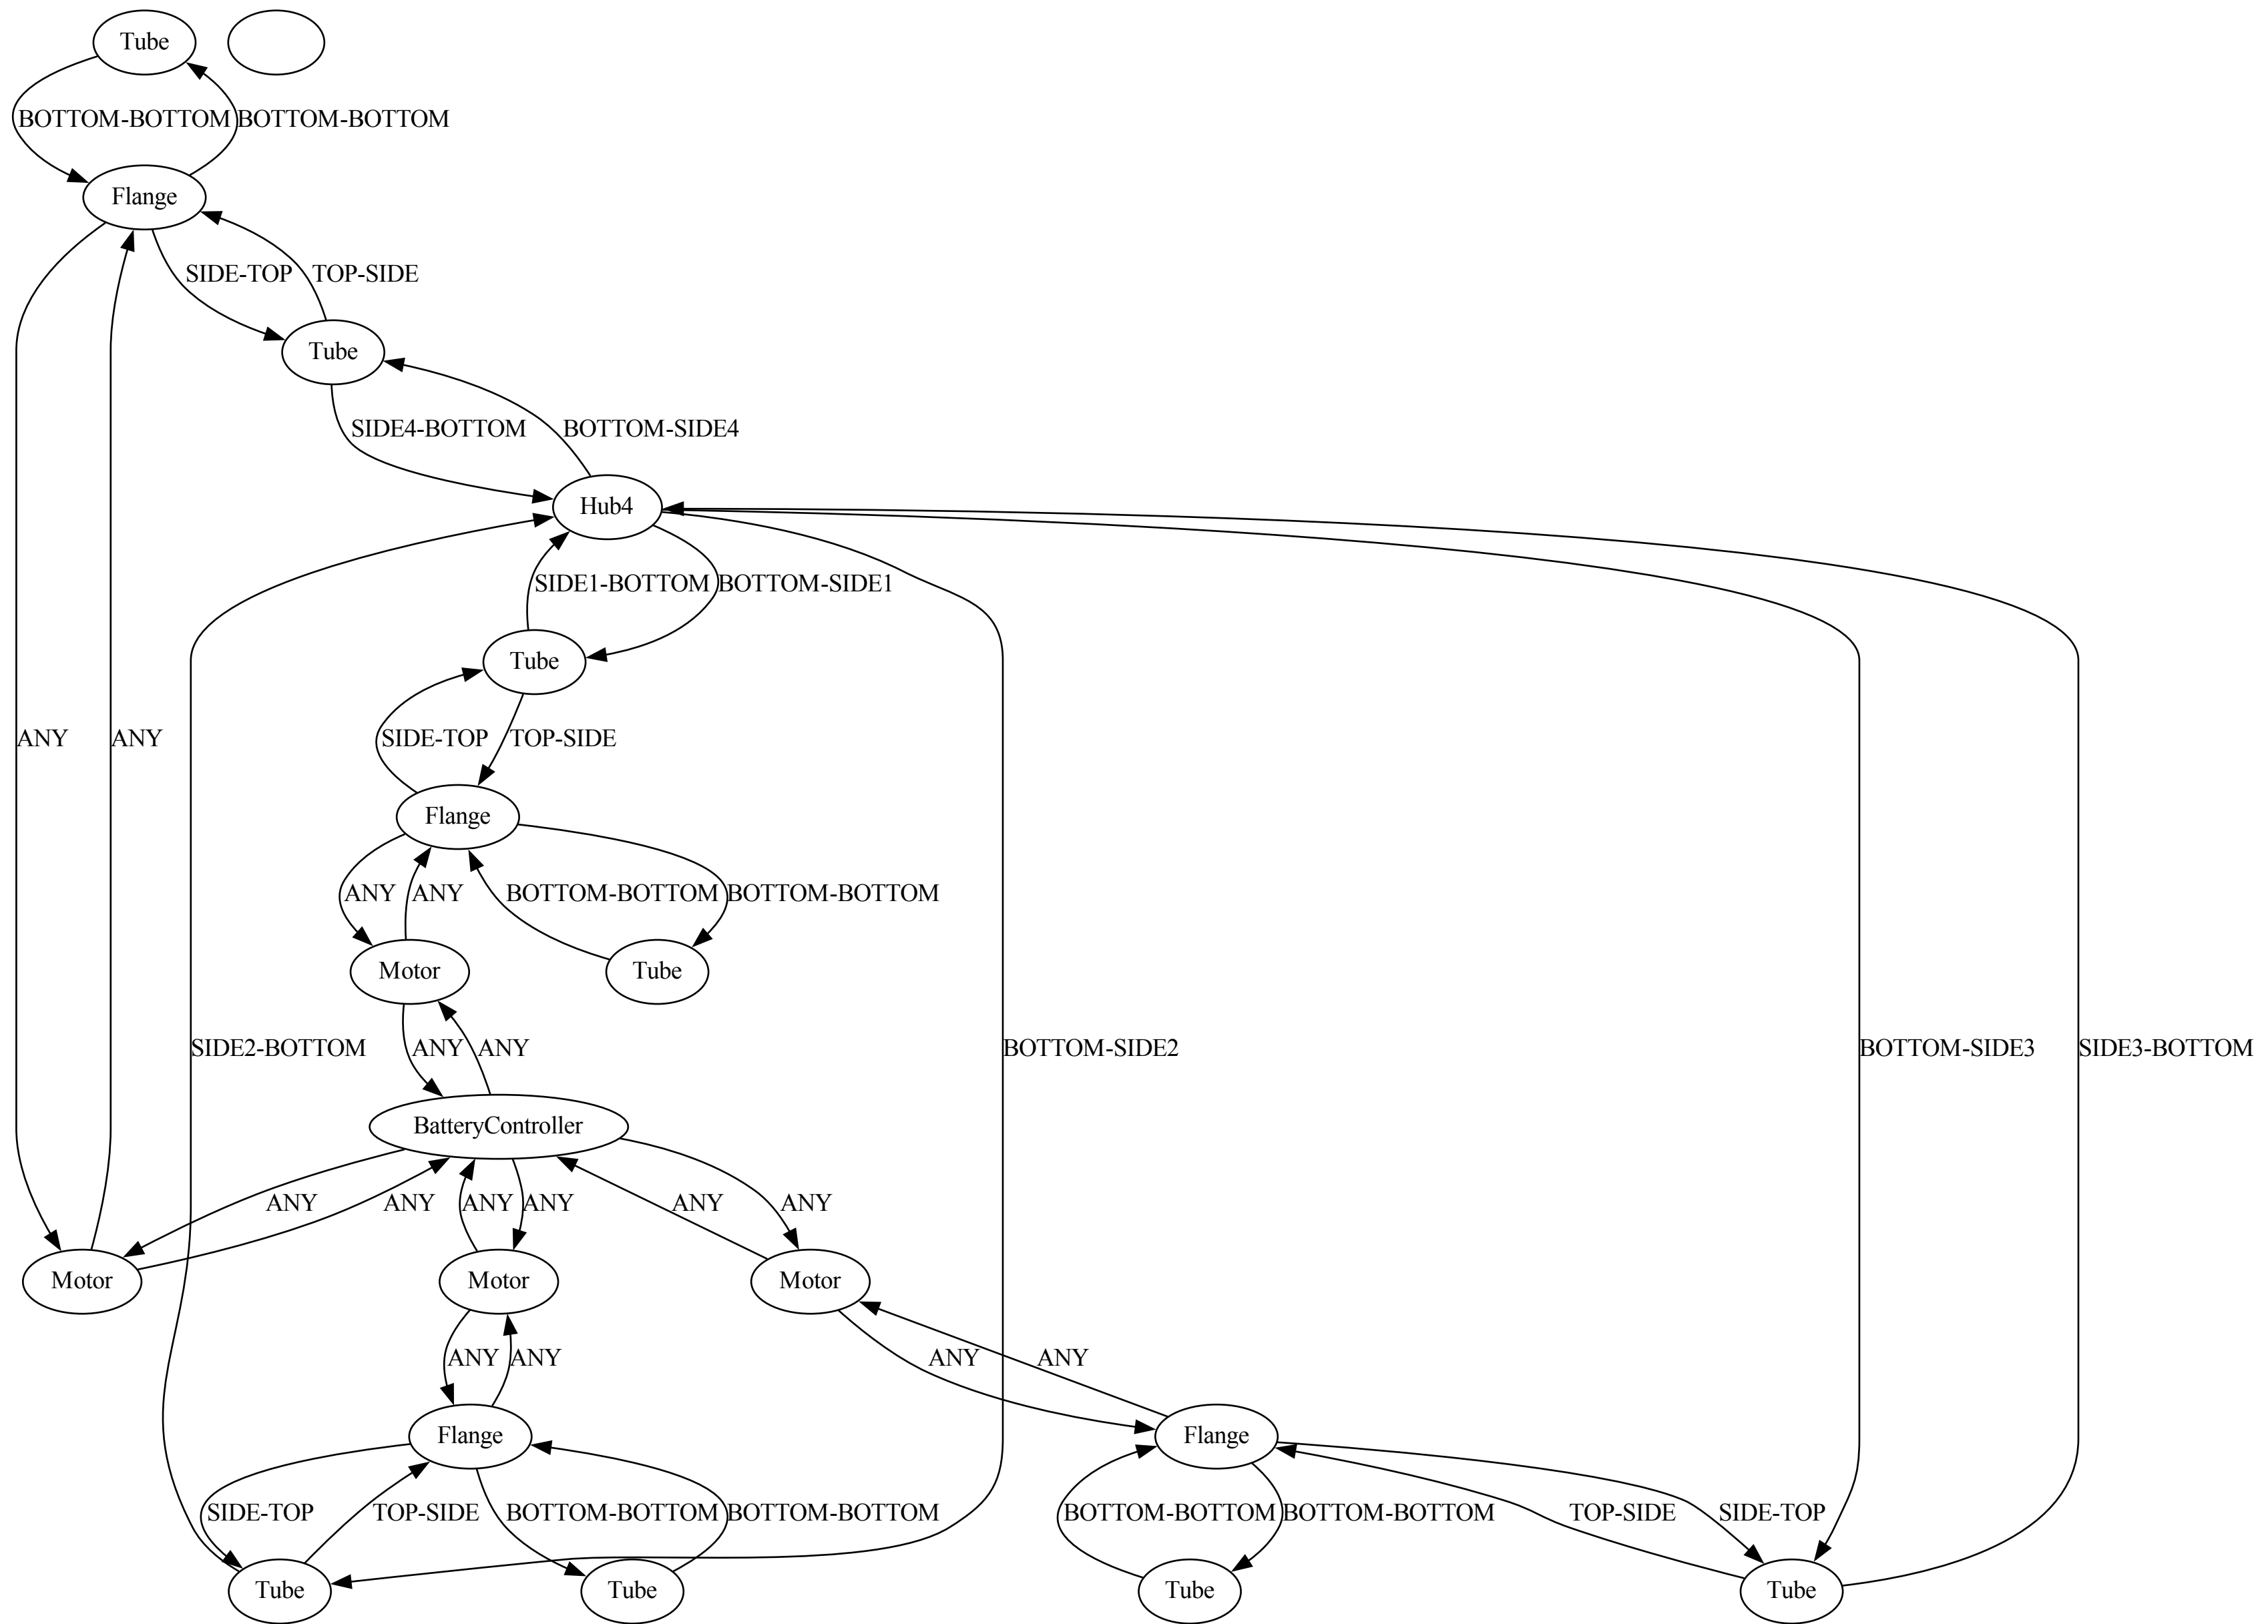 Tube
BOTTOM-BOTTOM
BOTTOM-BOTTOM
Flange
SIDE-TOP
TOP-SIDE
Tube
SIDE4-BOTTOM
BOTTOM-SIDE4
Hub4
SIDE1-BOTTOM
BOTTOM-SIDE1
Tube
ANY
ANY
SIDE-TOP
TOP-SIDE
Flange
ANY
ANY
BOTTOM-BOTTOM
BOTTOM-BOTTOM
Motor
Tube
SIDE2-BOTTOM
ANY
ANY
BOTTOM-SIDE2
BOTTOM-SIDE3
SIDE3-BOTTOM
BatteryController
ANY
ANY
ANY
ANY
ANY
ANY
Motor
Motor
Motor
ANY
ANY
ANY
ANY
Flange
Flange
SIDE-TOP
TOP-SIDE
BOTTOM-BOTTOM
BOTTOM-BOTTOM
BOTTOM-BOTTOM
BOTTOM-BOTTOM
TOP-SIDE
SIDE-TOP
Tube
Tube
Tube
Tube